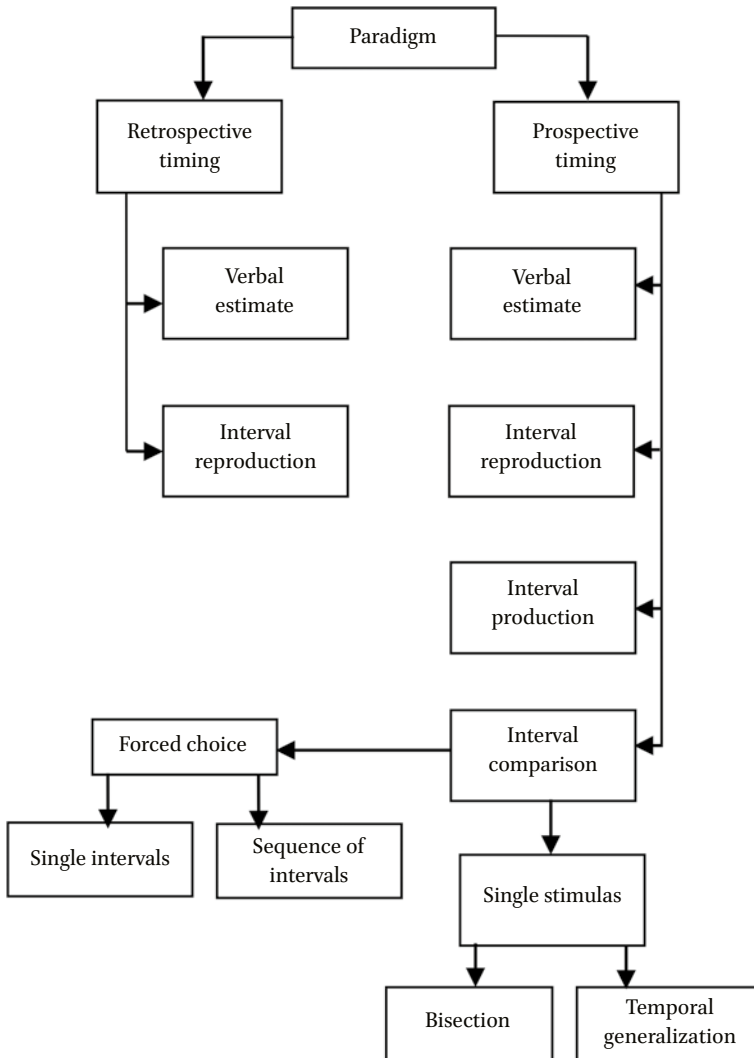 Paradigm
Retrospective
timing
Prospective
timing
Verbal
estimate
Verbal
estimate
Interval
reproduction
Interval
reproduction
Interval
production
Forced choice
Interval
comparison
Single intervals
Sequence of
intervals
Single stimulas
Bisection
Temporal
generalization